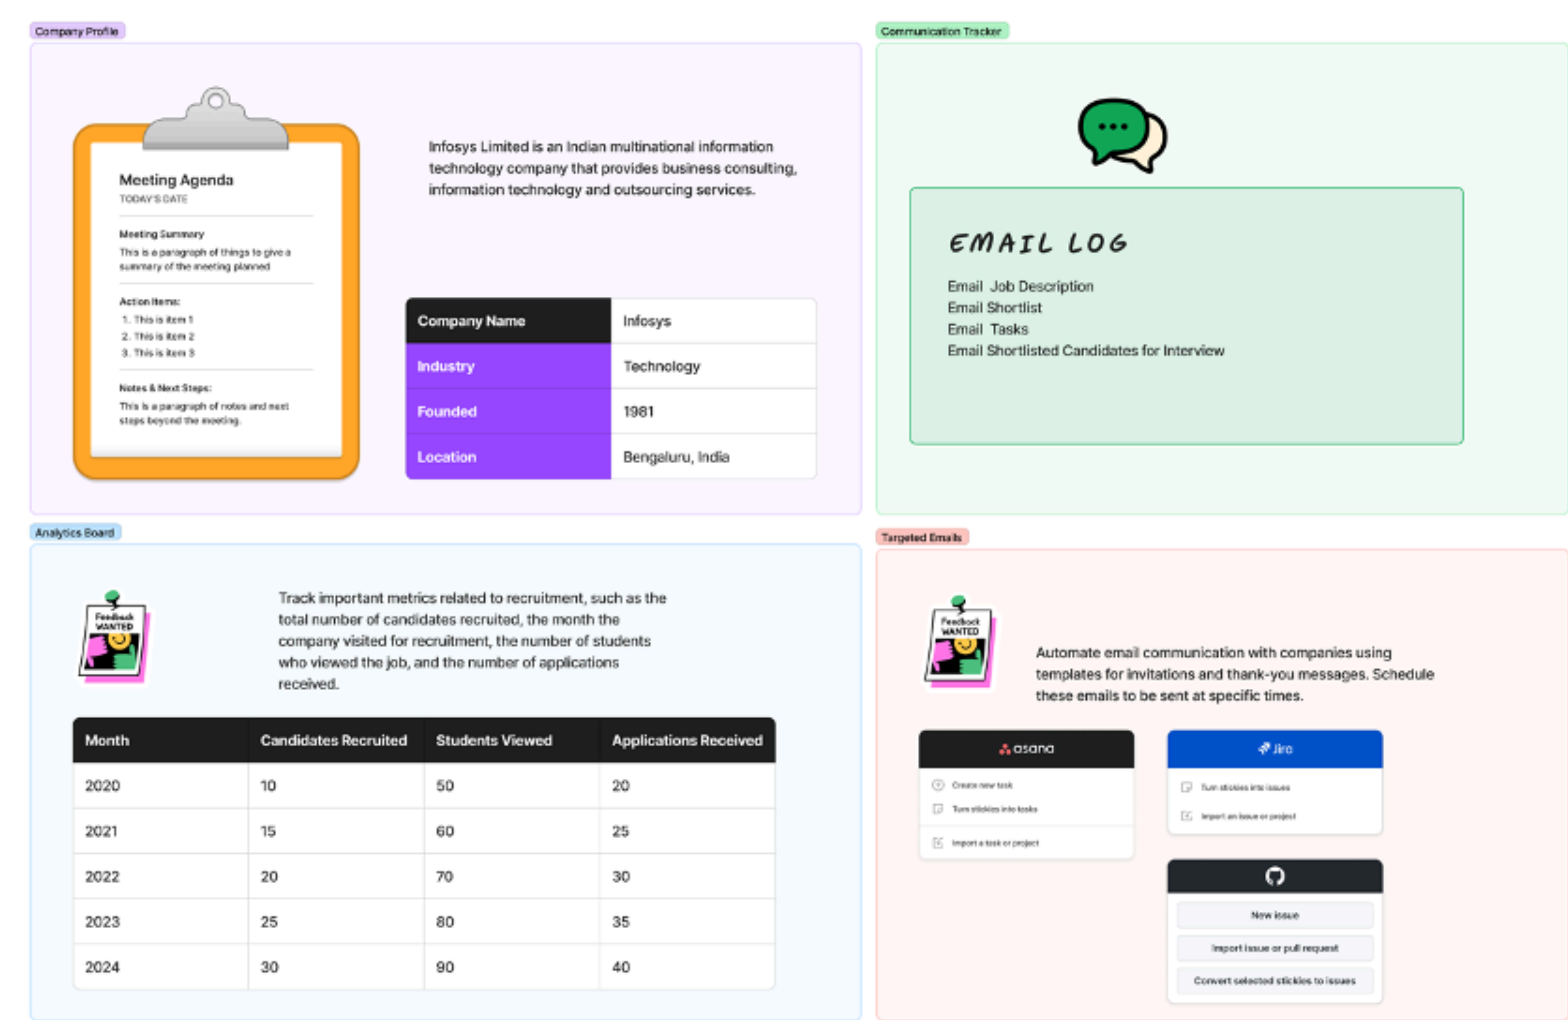 Company Profile
Meeting Agenda
TODAY'S DATE
Meeting Summary
This is a paragraph of things to give a
summary of the meeting planned
Action Items:
1. This is item 1
2. This is item 2
3. This is item 3
Notes & Next Steps:
This is a paragraph of notes and next
steps beyond the meeting.
Infosys Limited is an Indian multinational information
technology company that provides business consulting,
information technology and outsourcing services.
Company Name Infosys
Industry Technology
Founded 1981
Location Bengaluru, India
Communication Tracker
EMAIL LOG
Email Job Description
Email Shortlist
Email Tasks
Email Shortlisted Candidates for Interview
Analytics Board
Feedback
WANTED
Track important metrics related to recruitment, such as the
total number of candidates recruited, the month the
company visited for recruitment, the number of students
who viewed the job, and the number of applications
received.
Month Candidates Recruited Students Viewed Applications Received
2020 10 50 20
2021 15 60 25
2022 20 70 30
2023 25 80 35
2024 30 90 40
Targeted Emails
Feedback
WANTED
Automate email communication with companies using
templates for invitations and thank-you messages. Schedule
these emails to be sent at specific times.
asana
Create new task
Turn stickies into tasks
Import a task or project
Jira
Turn stickies into issues
Import an issue or project
New issue
Import issue or pull request
Convert selected stickies to issues